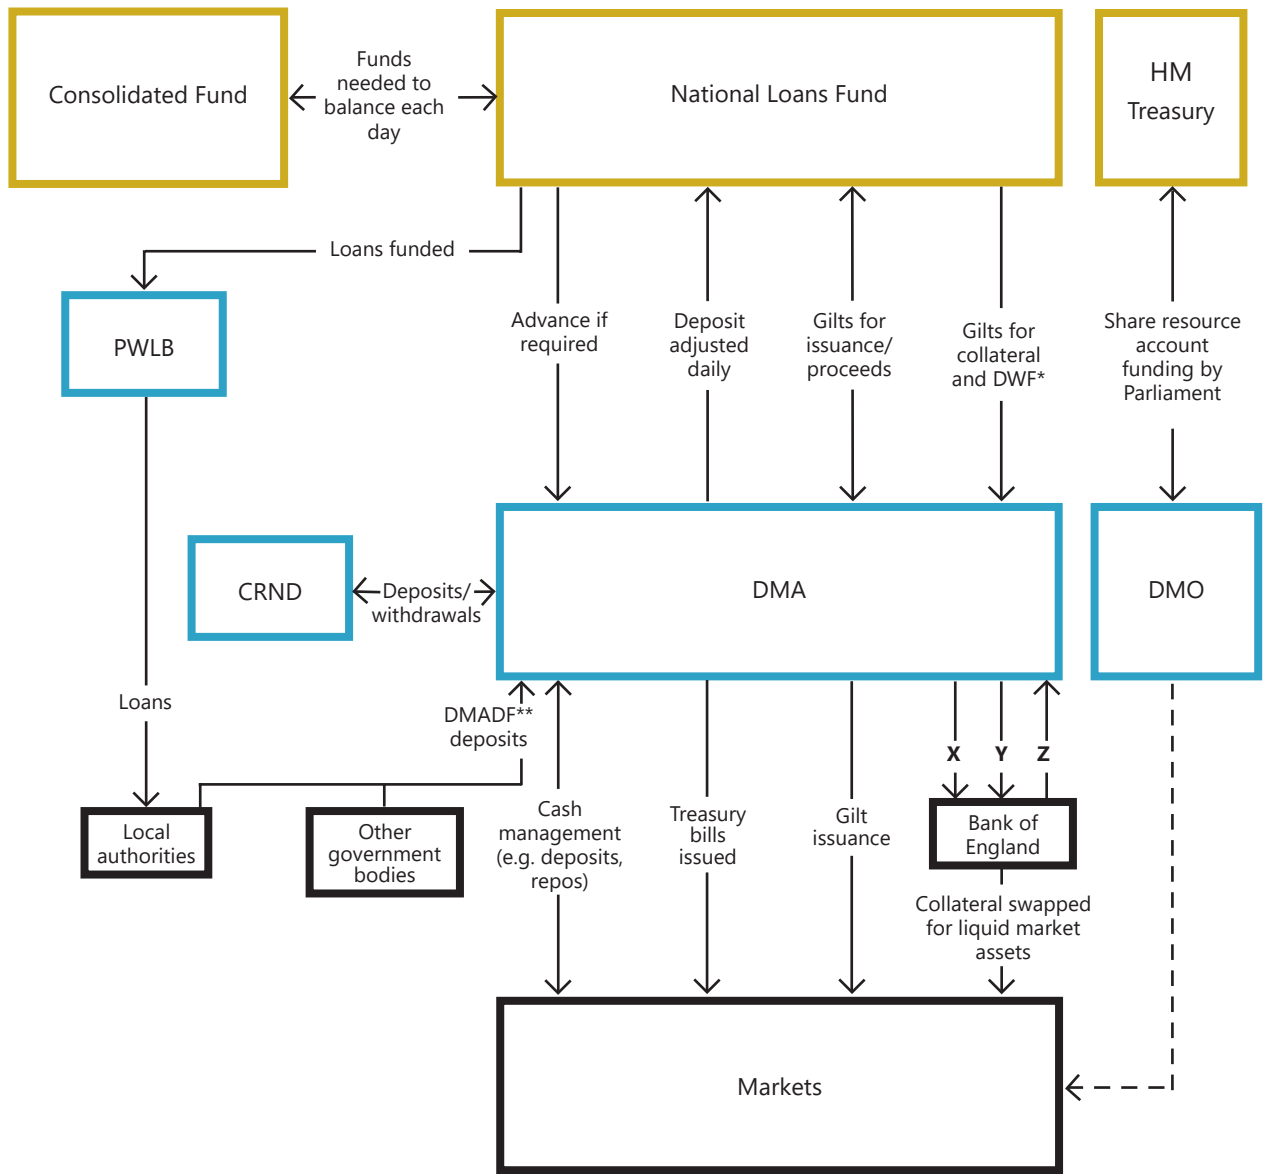 Consolidated Fund
Funds
needed to
balance each
day
National Loans Fund
HM
Treasury
Loans funded
PWLB
Advance if
required
Deposit
adjusted
daily
Gilts for
issuance/
proceeds
Gilts for
collateral
and DWF*
Share resource
account
funding by
Parliament
CRND
Deposits/
withdrawals
DMA
DMO
Loans
DMADF**
deposits
X
Y
Z
Local
authorities
Other
government
bodies
Cash
management
(e.g. deposits,
repos)
Treasury
bills
issued
Gilt
issuance
Bank of
England
Collateral swapped
for liquid market
assets
Markets